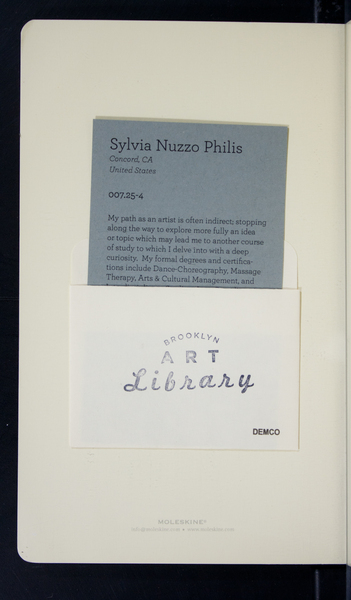 Sylvia Nuzzo Philis
Concord, CA
United States
007.25-4
My path as an artist is often indirect; stopping
along the way to explore more fully an idea
or topic which may lead me to another course
of study to which I delve into with a deep
curiosity. My formal degrees and certifica-
tions include Dance-Choreography, Massage
Therapy, Arts & Cultural Management, and
BROOKLYN
ART
Library
DEMCO
MOLESKINE®